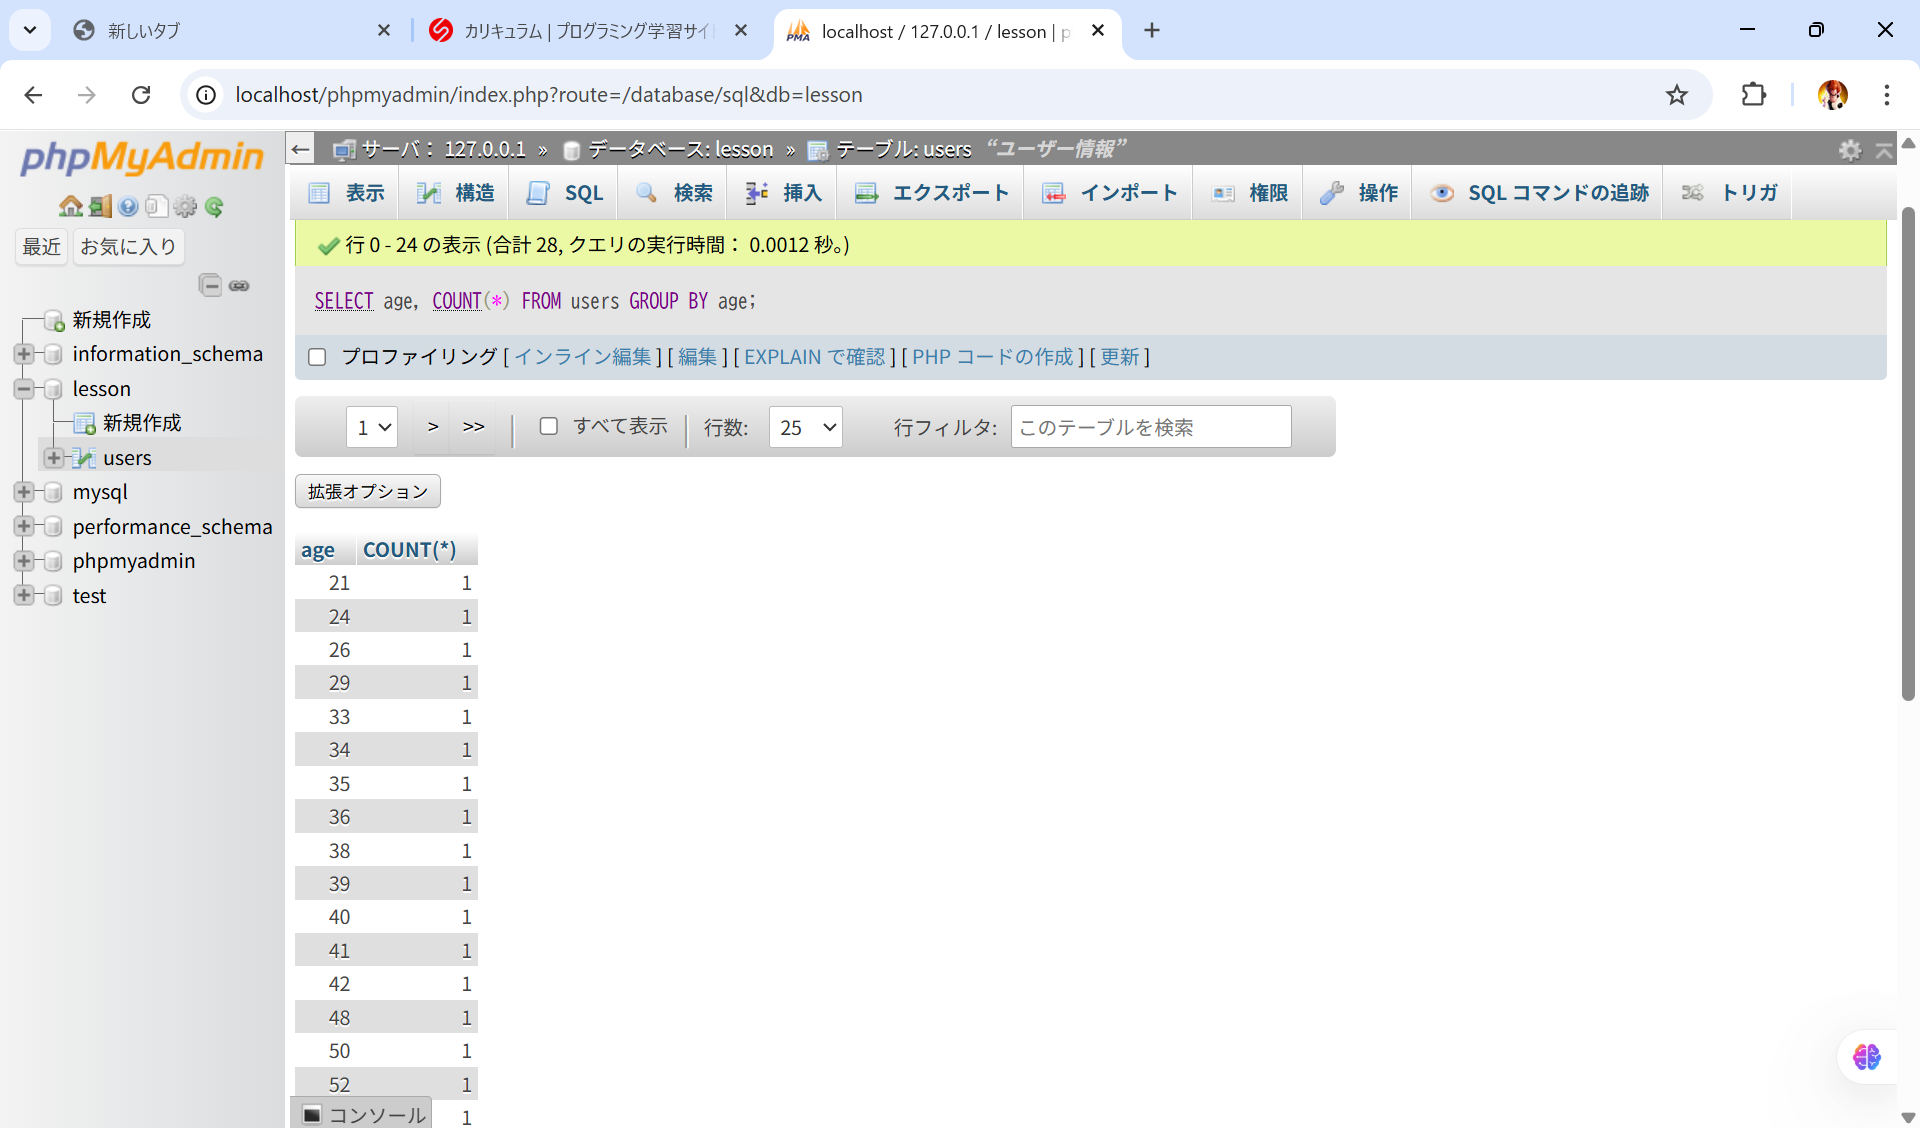 新しいタブ
カリキュラム | プログラミング学習サイ
localhost / 127.0.0.1 / lesson | p
localhost/phpmyadmin/index.php?route=/database/sql&db=lesson
phpMyAdmin
最近 お気に入り
新規作成
information_schema
lesson
新規作成
users
mysql
performance_schema
phpmyadmin
test
サーバ： 127.0.0.1 » データベース: lesson » テーブル: users “ユーザー情報”
表示 構造 SQL 検索 挿入 エクスポート インポート 権限 操作 SQL コマンドの追跡 トリガ
行 0 - 24 の表示 (合計 28, クエリの実行時間： 0.0012 秒。)
SELECT age, COUNT(*) FROM users GROUP BY age;
プロファイリング [ インライン編集 ] [ 編集 ] [ EXPLAIN で確認 ] [ PHP コードの作成 ] [ 更新 ]
1 > >> | すべて表示 | 行数: 25 行フィルタ: このテーブルを検索
拡張オプション
age COUNT(*)
21 1
24 1
26 1
29 1
33 1
34 1
35 1
36 1
38 1
39 1
40 1
41 1
42 1
48 1
50 1
52 1
1
コンソール